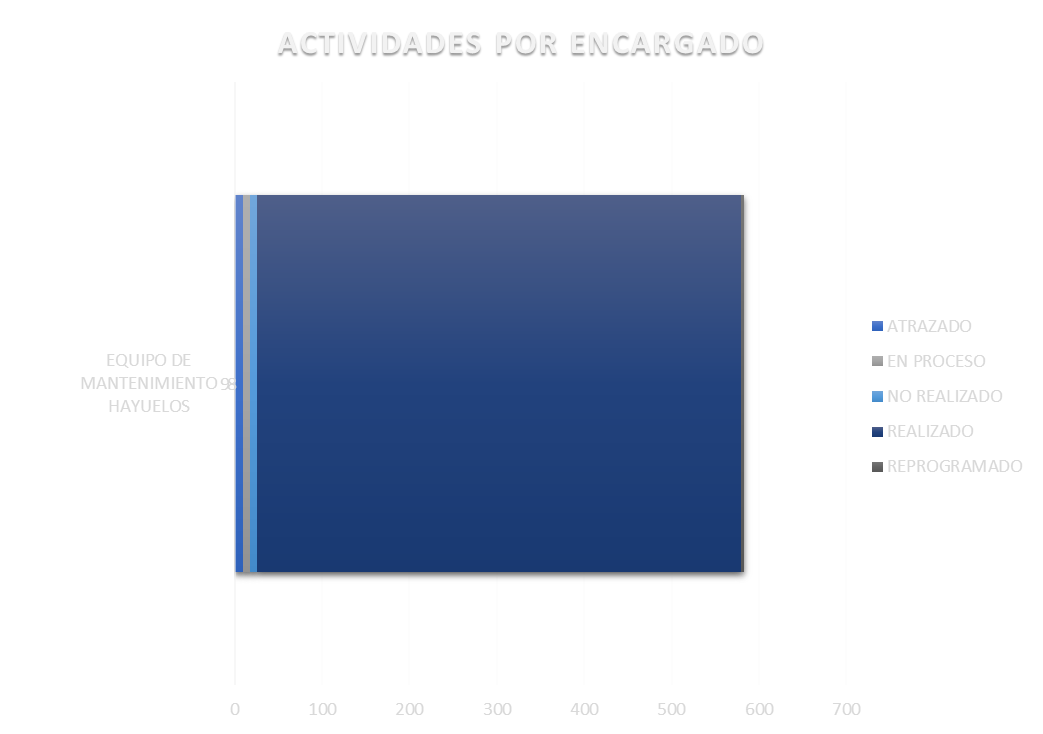 ACTIVIDADES POR ENCARGADO
EQUIPO DE
MANTENIMIENTO
HAYUELOS
ATRAZADO
EN PROCESO
NO REALIZADO
REALIZADO
REPROGRAMADO
0 100 200 300 400 500 600 700